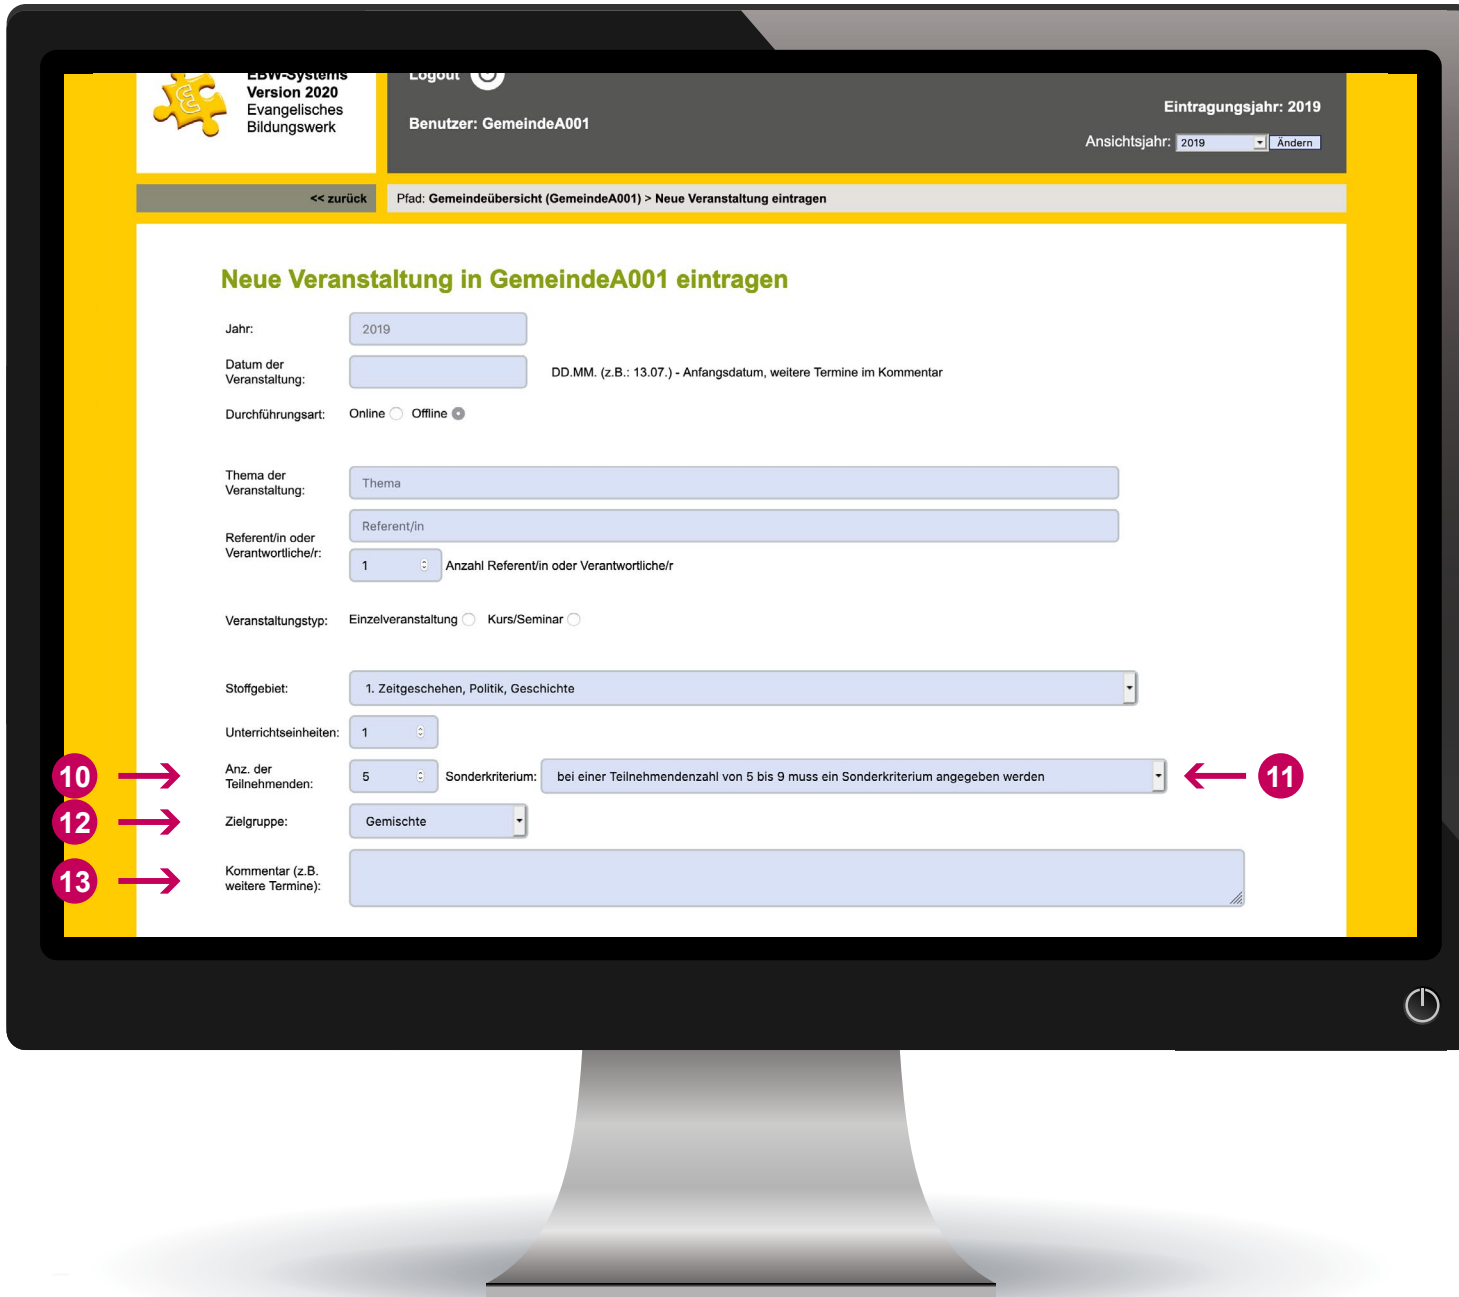 EBW-Systems
Version 2020
Evangelisches
Bildungswerk
Logout
Benutzer: GemeindeA001
Eintragungsjahr: 2019
Ansichtsjahr: 2019 Ändern
<< zurück
Pfad: Gemeindeübersicht (GemeindeA001) > Neue Veranstaltung eintragen
Neue Veranstaltung in GemeindeA001 eintragen
Jahr: 2019
Datum der
Veranstaltung:
DD.MM. (z.B.: 13.07.) - Anfangsdatum, weitere Termine im Kommentar
Durchführungsart: Online Offline
Thema der
Veranstaltung:
Thema
Referent/in
Referent/in oder
Verantwortliche/r:
1 Anzahl Referent/in oder Verantwortliche/r
Veranstaltungstyp: Einzelveranstaltung Kurs/Seminar
Stoffgebiet: 1. Zeitgeschehen, Politik, Geschichte
Unterrichtseinheiten: 1
10
Anz. der
Teilnehmenden:
5 Sonderkriterium: bei einer Teilnehmendenzahl von 5 bis 9 muss ein Sonderkriterium angegeben werden
11
12 Zielgruppe: Gemischte
13
Kommentar (z.B.
weitere Termine):